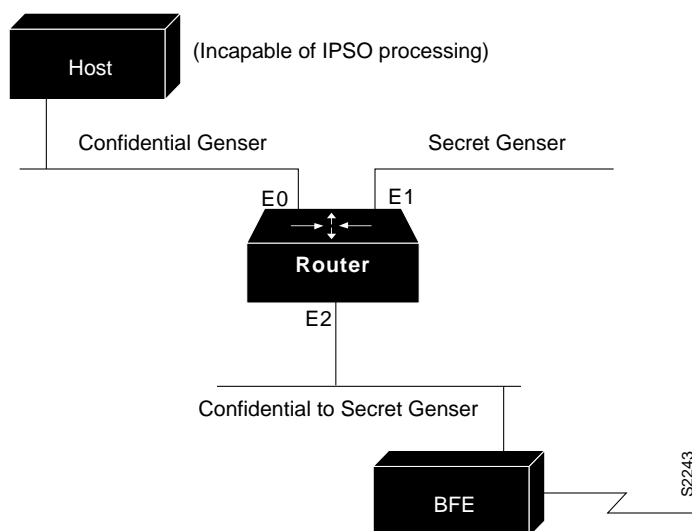 (Incapable of IPSO processing)
Host
Confidential Genser
Secret Genser
E0
E1
Router
E2
Confidential to Secret Genser
BFE
S2243